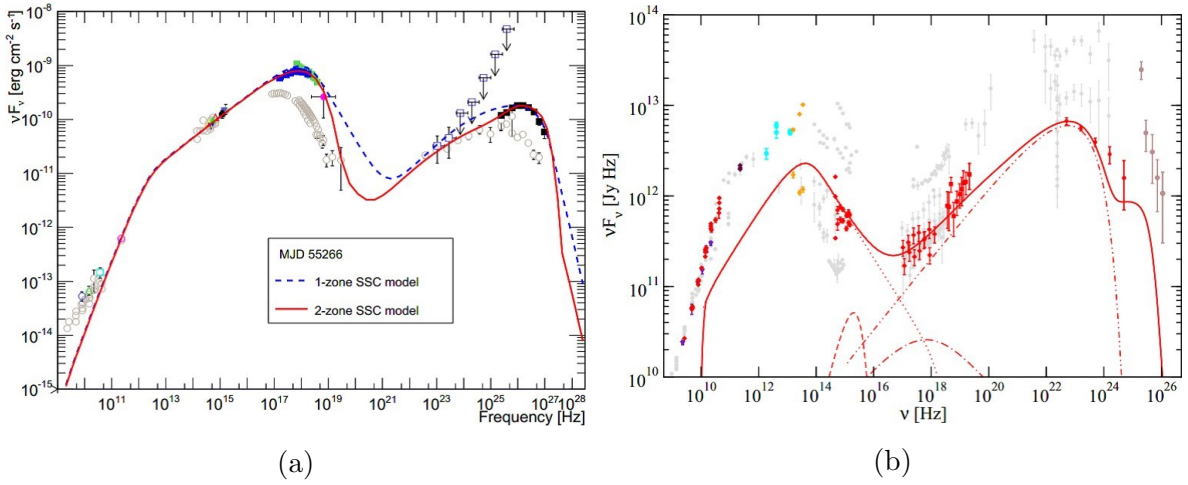 νFν [erg cm⁻² s⁻¹]
10⁻⁸
10⁻⁹
10⁻¹⁰
10⁻¹¹
10⁻¹²
10⁻¹³
10⁻¹⁴
10⁻¹⁵
MJD 55266
1-zone SSC model
2-zone SSC model
10¹¹ 10¹³ 10¹⁵ 10¹⁷ 10¹⁹ 10²¹ 10²³ 10²⁵ 10²⁷ 10²⁸
Frequency [Hz]
(a)
νFν [Jy Hz]
10¹⁴
10¹³
10¹²
10¹¹
10¹⁰
10¹⁰ 10¹² 10¹⁴ 10¹⁶ 10¹⁸ 10²⁰ 10²² 10²⁴ 10²⁶
ν [Hz]
(b)